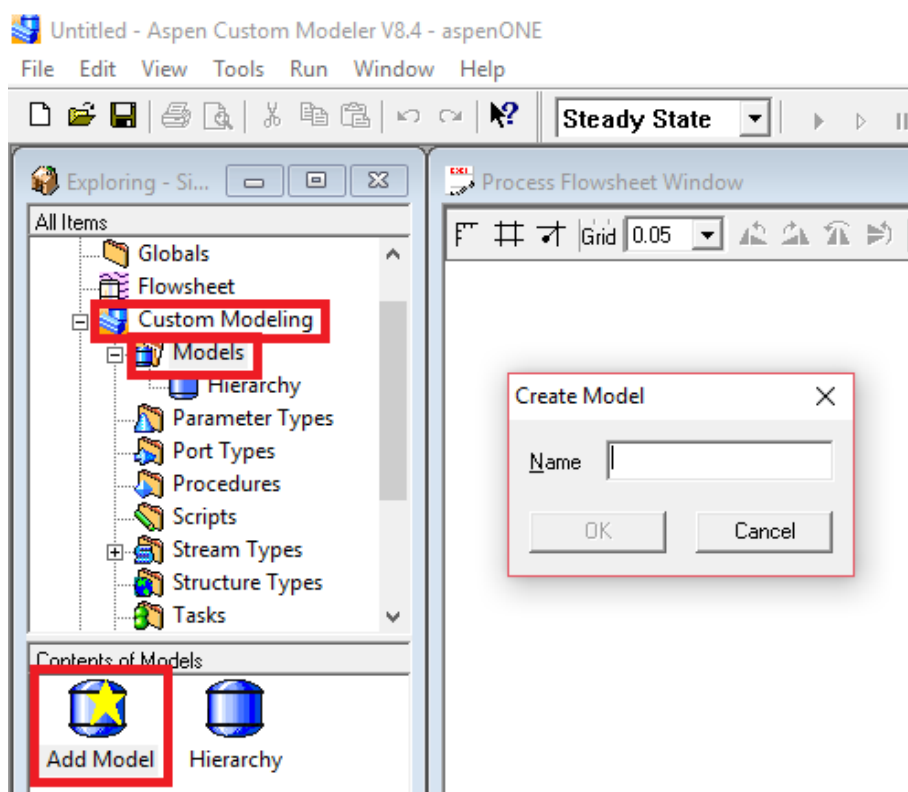 Untitled - Aspen Custom Modeler V8.4 - aspenONE
File Edit View Tools Run Window Help
Steady State
Exploring - Si...
All Items
Globals
Flowsheet
Custom Modeling
Models
Hierarchy
Parameter Types
Port Types
Procedures
Scripts
Stream Types
Structure Types
Tasks
Contents of Models
Add Model
Hierarchy
Process Flowsheet Window
Grid 0.05
Create Model
Name
OK Cancel